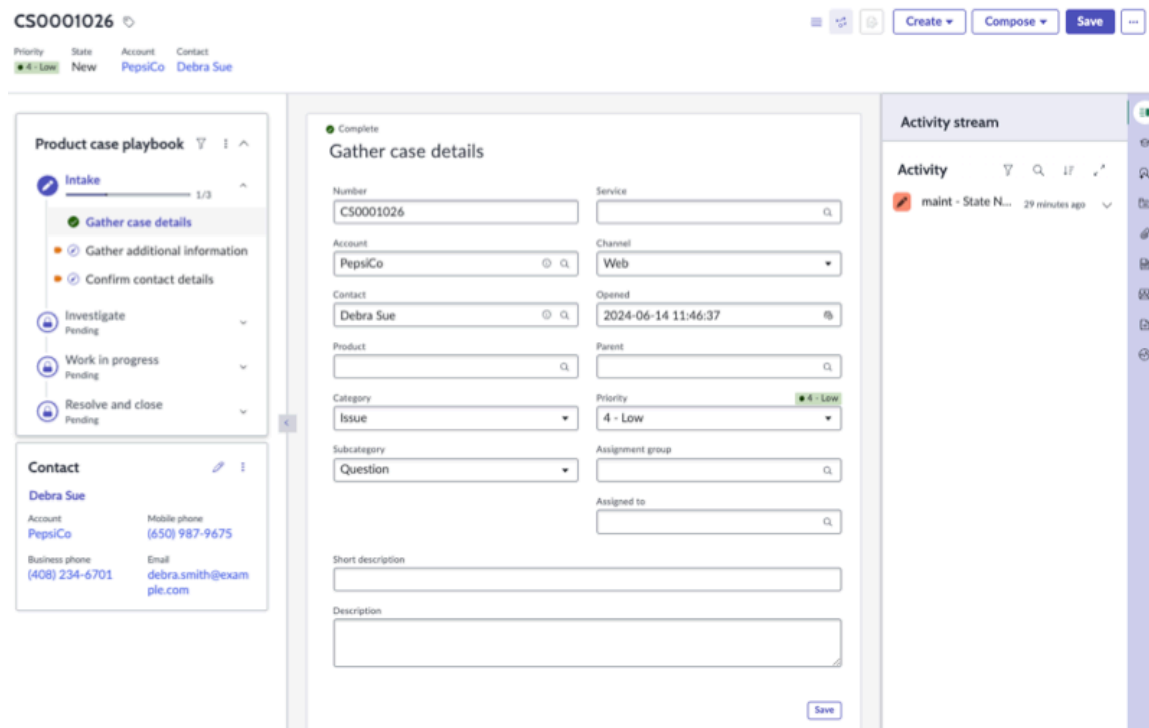 CS0001026
Create
Compose
Save
Priority
State
Account
Contact
4 - Low
New
PepsiCo
Debra Sue
Product case playbook
Intake
1/3
Gather case details
Gather additional information
Confirm contact details
Investigate
Pending
Work in progress
Pending
Resolve and close
Pending
Contact
Debra Sue
Account
Mobile phone
PepsiCo
(650) 987-9675
Business phone
Email
(408) 234-6701
debra.smith@exam
ple.com
Complete
Gather case details
Number
Service
CS0001026
Account
Channel
PepsiCo
Web
Contact
Opened
Debra Sue
2024-06-14 11:46:37
Product
Parent
Category
Priority
4 - Low
Issue
4 - Low
Subcategory
Assignment group
Question
Assigned to
Short description
Description
Save
Activity stream
Activity
maint - State N...
29 minutes ago